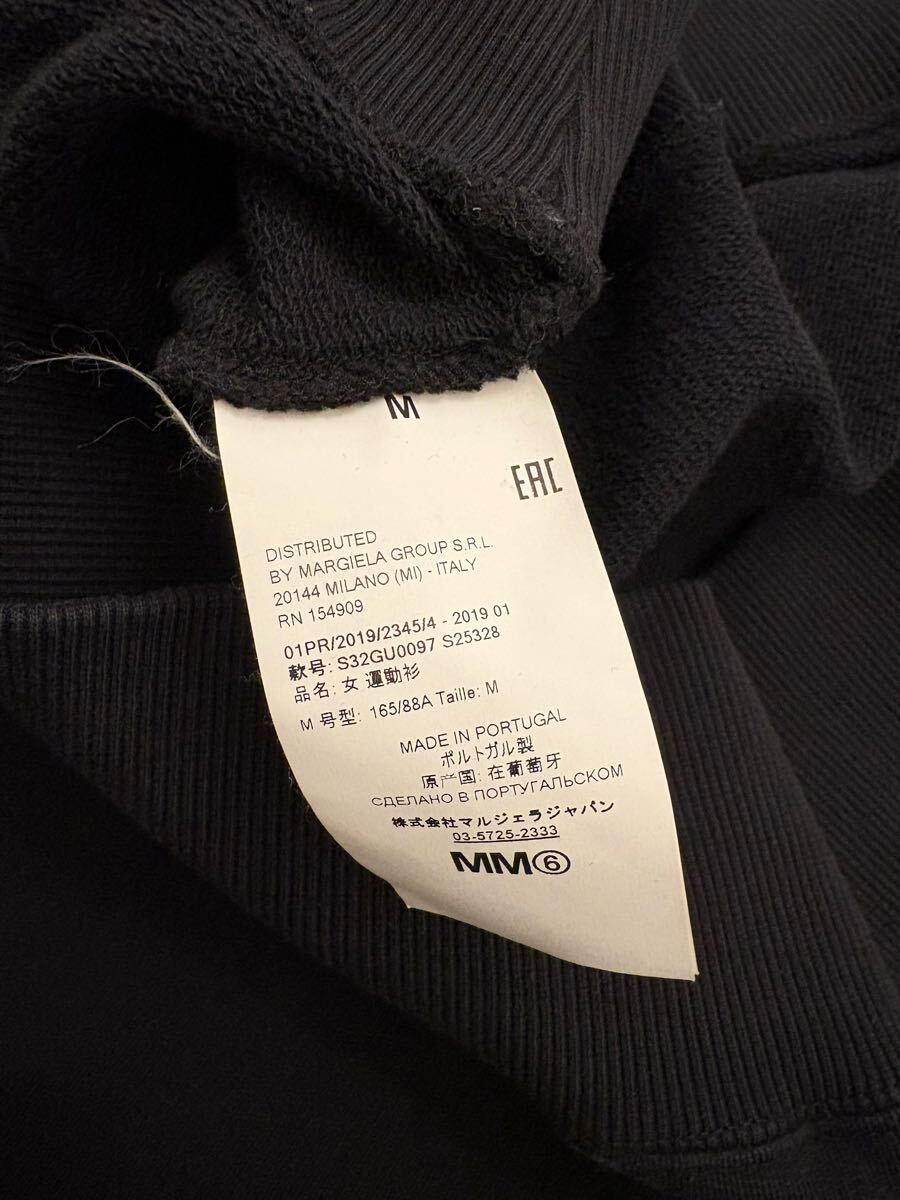 M
EAC
DISTRIBUTED
BY MARGIELA GROUP S.R.L.
20144 MILANO (MI) - ITALY
RN 154909
01PR/2019/2345/4 - 2019 01
款号: S32GU0097 S25328
品名: 女 運動衫
M 号型: 165/88A Taille: M
MADE IN PORTUGAL
ポルトガル製
原产国: 在葡萄牙
СДЕЛАНО В ПОРТУГАЛЬСКОМ
株式会社マルジェラジャパン
03-5725-2333
MM⑥